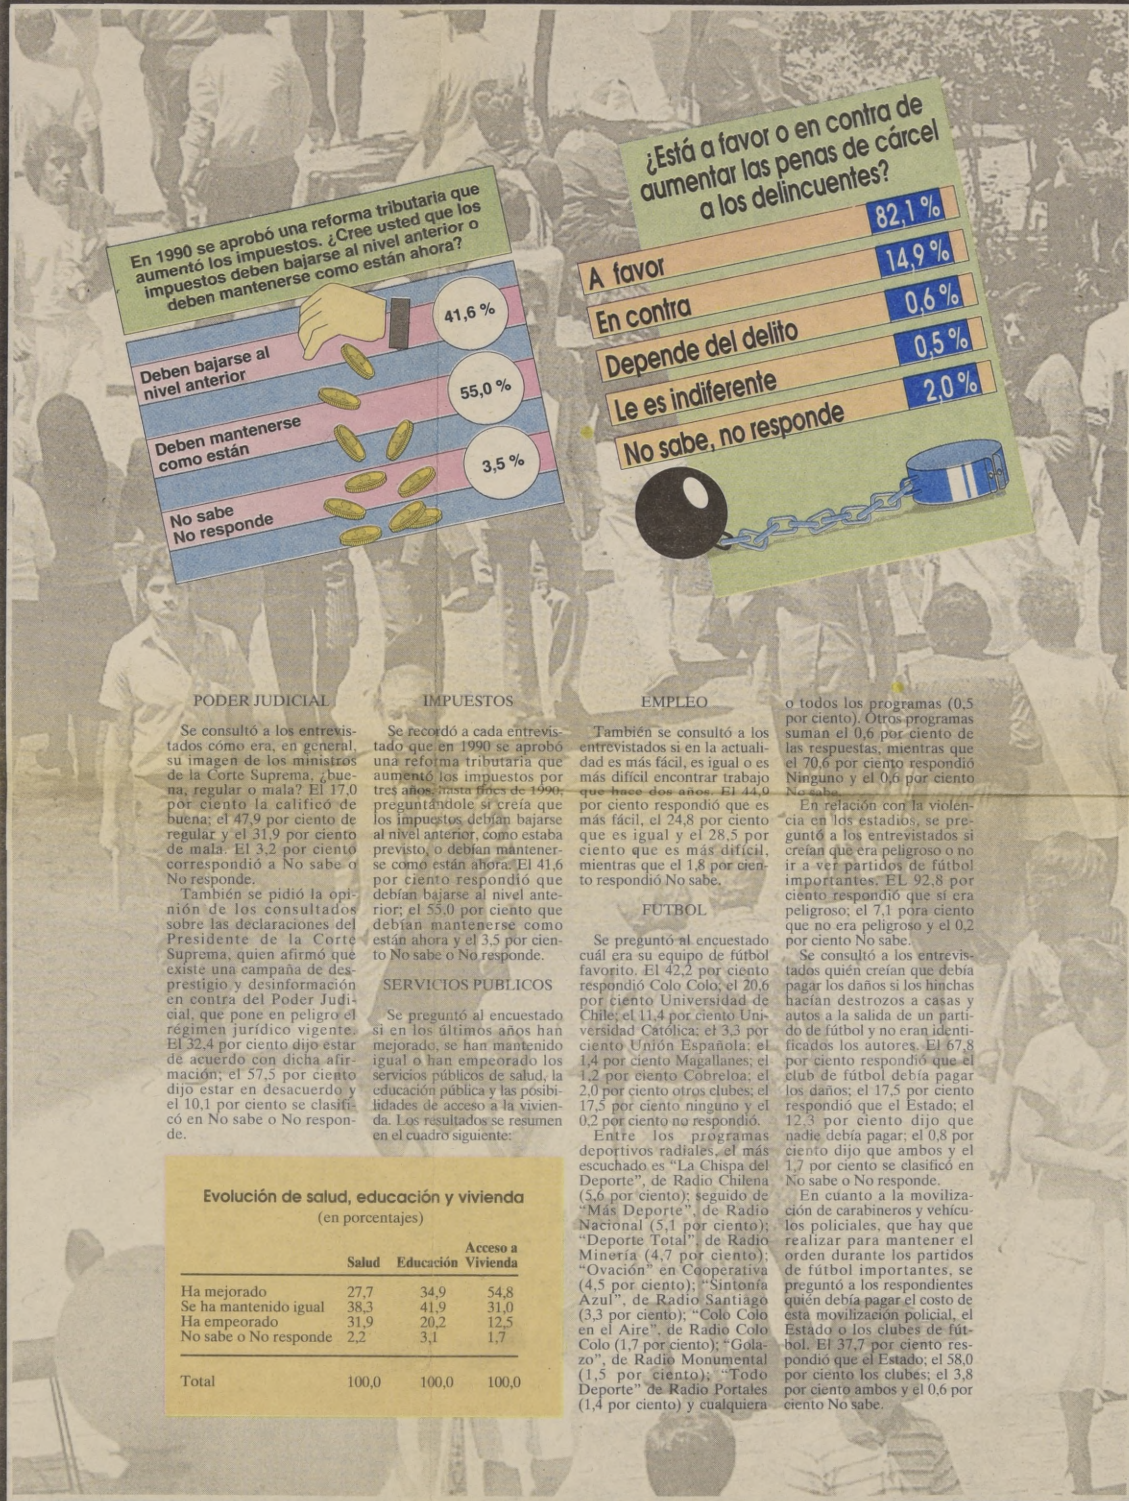 En 1990 se aprobó una reforma tributaria que
aumentó los impuestos. ¿Cree usted que los
impuestos deben bajarse al nivel anterior o
deben mantenerse como están ahora?
Deben bajarse al
nivel anterior
41,6 %
Deben mantenerse
como están
55,0 %
No sabe
No responde
3,5 %
¿Está a favor o en contra de
aumentar las penas de cárcel
a los delincuentes?
A favor 82,1 %
En contra 14,9 %
Depende del delito 0,6 %
Le es indiferente 0,5 %
No sabe, no responde 2,0 %
PODER JUDICIAL
Se consultó a los entrevis-
tados cómo era, en general,
su imagen de los ministros
de la Corte Suprema, ¿bue-
na, regular o mala? El 17,0
por ciento la calificó de
buena; el 47,9 por ciento de
regular y el 31,9 por ciento
de mala. El 3,2 por ciento
correspondió a No sabe o
No responde.
También se pidió la opi-
nión de los consultados
sobre las declaraciones del
Presidente de la Corte
Suprema, quien afirmó que
existe una campaña de des-
prestigio y desinformación
en contra del Poder Judi-
cial, que pone en peligro el
régimen jurídico vigente.
El 32,4 por ciento dijo estar
de acuerdo con dicha afir-
mación; el 57,5 por ciento
dijo estar en desacuerdo y
el 10,1 por ciento se clasifi-
có en No sabe o No respon-
de.
IMPUESTOS
Se recordó a cada entrevis-
tado que en 1990 se aprobó
una reforma tributaria que
aumentó los impuestos por
tres años, hasta fines de 1990,
preguntándole si creía que
los impuestos debían bajarse
al nivel anterior, como estaba
previsto, o debían mantener-
se como están ahora. El 41,6
por ciento respondió que
debían bajarse al nivel ante-
rior; el 55,0 por ciento que
debían mantenerse como
están ahora y el 3,5 por cien-
to No sabe o No responde.
SERVICIOS PUBLICOS
Se preguntó al encuestado
si en los últimos años han
mejorado, se han mantenido
igual o han empeorado los
servicios públicos de salud, la
educación pública y las posibi-
lidades de acceso a la vivien-
da. Los resultados se resumen
en el cuadro siguiente:
Evolución de salud, educación y vivienda
(en porcentajes)
Salud Educación Acceso a Vivienda
Ha mejorado 27,7 34,9 54,8
Se ha mantenido igual 38,3 41,9 31,0
Ha empeorado 31,9 20,2 12,5
No sabe o No responde 2,2 3,1 1,7
Total 100,0 100,0 100,0
EMPLEO
También se consultó a los
entrevistados si en la actuali-
dad es más fácil, es igual o es
más difícil encontrar trabajo
que hace dos años. El 44,9
por ciento respondió que es
más fácil, el 24,8 por ciento
que es igual y el 28,5 por
ciento que es más difícil,
mientras que el 1,8 por cien-
to respondió No sabe.
FUTBOL
Se preguntó al encuestado
cuál era su equipo de fútbol
favorito. El 42,2 por ciento
respondió Colo Colo; el 20,6
por ciento Universidad de
Chile; el 11,4 por ciento Uni-
versidad Católica; el 3,3 por
ciento Unión Española; el
1,4 por ciento Magallanes; el
1,2 por ciento Cobreloa; el
2,0 por ciento otros clubes; el
17,5 por ciento ninguno y el
0,2 por ciento no respondió.
Entre los programas
deportivos radiales, el más
escuchado es “La Chispa del
Deporte”, de Radio Chilena
(5,6 por ciento); seguido de
“Más Deporte”, de Radio
Nacional (5,1 por ciento);
“Deporte Total”, de Radio
Minería (4,7 por ciento);
“Ovación” en Cooperativa
(4,5 por ciento); “Sintonía
Azul”, de Radio Santiago
(3,3 por ciento); “Colo Colo
en el Aire”, de Radio Colo
Colo (1,7 por ciento); “Gola-
zo”, de Radio Monumental
(1,5 por ciento); “Todo
Deporte” de Radio Portales
(1,4 por ciento) y cualquiera
o todos los programas (0,5
por ciento). Otros programas
suman el 0,6 por ciento de
las respuestas, mientras que
el 70,6 por ciento respondió
Ninguno y el 0,6 por ciento
No sabe.
En relación con la violen-
cia en los estadios, se pre-
guntó a los entrevistados si
creían que era peligroso o no
ir a ver partidos de fútbol
importantes. EL 92,8 por
ciento respondió que sí era
peligroso; el 7,1 pora ciento
que no era peligroso y el 0,2
por ciento No sabe.
Se consultó a los entrevis-
tados quién creían que debía
pagar los daños si los hinchas
hacían destrozos a casas y
autos a la salida de un parti-
do de fútbol y no eran identi-
ficados los autores. El 67,8
por ciento respondió que el
club de fútbol debía pagar
los daños; el 17,5 por ciento
respondió que el Estado; el
12,3 por ciento dijo que
nadie debía pagar; el 0,8 por
ciento dijo que ambos y el
1,7 por ciento se clasificó en
No sabe o No responde.
En cuanto a la moviliza-
ción de carabineros y vehícu-
los policiales, que hay que
realizar para mantener el
orden durante los partidos
de fútbol importantes, se
preguntó a los respondientes
quién debía pagar el costo de
esta movilización policial, el
Estado o los clubes de fút-
bol. El 37,7 por ciento res-
pondió que el Estado; el 58,0
por ciento los clubes; el 3,8
por ciento ambos y el 0,6 por
ciento No sabe.